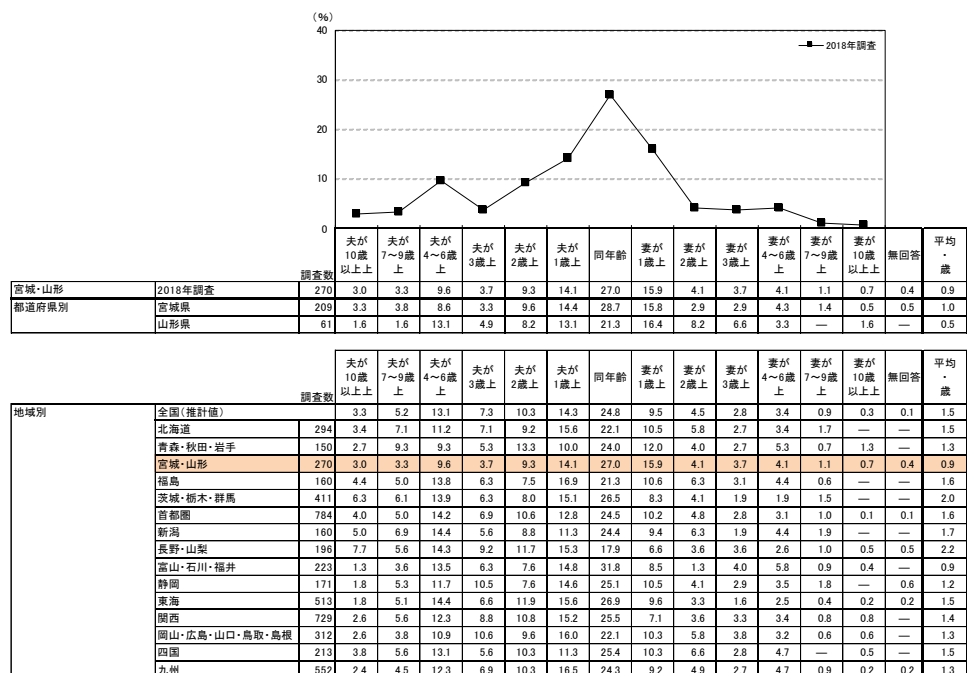 (%)
40
2018年調査
30
20
10
0
調査数 夫が10歳以上上 夫が7~9歳上 夫が4~6歳上 夫が3歳上 夫が2歳上 夫が1歳上 同年齢 妻が1歳上 妻が2歳上 妻が3歳上 妻が4~6歳上 妻が7~9歳上 妻が10歳以上上 無回答 平均・歳
宮城・山形 2018年調査 270 3.0 3.3 9.6 3.7 9.3 14.1 27.0 15.9 4.1 3.7 4.1 1.1 0.7 0.4 0.9
都道府県別 宮城県 209 3.3 3.8 8.6 3.3 9.6 14.4 28.7 15.8 2.9 2.9 4.3 1.4 0.5 0.5 1.0
山形県 61 1.6 1.6 13.1 4.9 8.2 13.1 21.3 16.4 8.2 6.6 3.3 — 1.6 — 0.5
調査数 夫が10歳以上上 夫が7~9歳上 夫が4~6歳上 夫が3歳上 夫が2歳上 夫が1歳上 同年齢 妻が1歳上 妻が2歳上 妻が3歳上 妻が4~6歳上 妻が7~9歳上 妻が10歳以上上 無回答 平均・歳
地域別 全国(推計値) 3.3 5.2 13.1 7.3 10.3 14.3 24.8 9.5 4.5 2.8 3.4 0.9 0.3 0.1 1.5
北海道 294 3.4 7.1 11.2 7.1 9.2 15.6 22.1 10.5 5.8 2.7 3.4 1.7 — — 1.5
青森・秋田・岩手 150 2.7 9.3 9.3 5.3 13.3 10.0 24.0 12.0 4.0 2.7 5.3 0.7 1.3 — 1.3
宮城・山形 270 3.0 3.3 9.6 3.7 9.3 14.1 27.0 15.9 4.1 3.7 4.1 1.1 0.7 0.4 0.9
福島 160 4.4 5.0 13.8 6.3 7.5 16.9 21.3 10.6 6.3 3.1 4.4 0.6 — — 1.6
茨城・栃木・群馬 411 6.3 6.1 13.9 6.3 8.0 15.1 26.5 8.3 4.1 1.9 1.9 1.5 — — 2.0
首都圏 784 4.0 5.0 14.2 6.9 10.6 12.8 24.5 10.2 4.8 2.8 3.1 1.0 0.1 0.1 1.6
新潟 160 5.0 6.9 14.4 5.6 8.8 11.3 24.4 9.4 6.3 1.9 4.4 1.9 — — 1.7
長野・山梨 196 7.7 5.6 14.3 9.2 11.7 15.3 17.9 6.6 3.6 3.6 2.6 1.0 0.5 0.5 2.2
富山・石川・福井 223 1.3 3.6 13.5 6.3 7.6 14.8 31.8 8.5 1.3 4.0 5.8 0.9 0.4 — 0.9
静岡 171 1.8 5.3 11.7 10.5 7.6 14.6 25.1 10.5 4.1 2.9 3.5 1.8 — 0.6 1.2
東海 513 1.8 5.1 14.4 6.6 11.9 15.6 26.9 9.6 3.3 1.6 2.5 0.4 0.2 0.2 1.5
関西 729 2.6 5.6 12.3 8.8 10.8 15.2 25.5 7.1 3.6 3.3 3.4 0.8 0.8 — 1.4
岡山・広島・山口・鳥取・島根 312 2.6 3.8 10.9 10.6 9.6 16.0 22.1 10.3 5.8 3.8 3.2 0.6 0.6 — 1.3
四国 213 3.8 5.6 13.1 5.6 10.3 11.3 25.4 10.3 6.6 2.8 4.7 — 0.5 — 1.5
九州 552 2.4 4.5 12.3 6.9 10.3 16.5 24.3 9.2 4.9 2.7 4.7 0.9 0.2 0.2 1.3